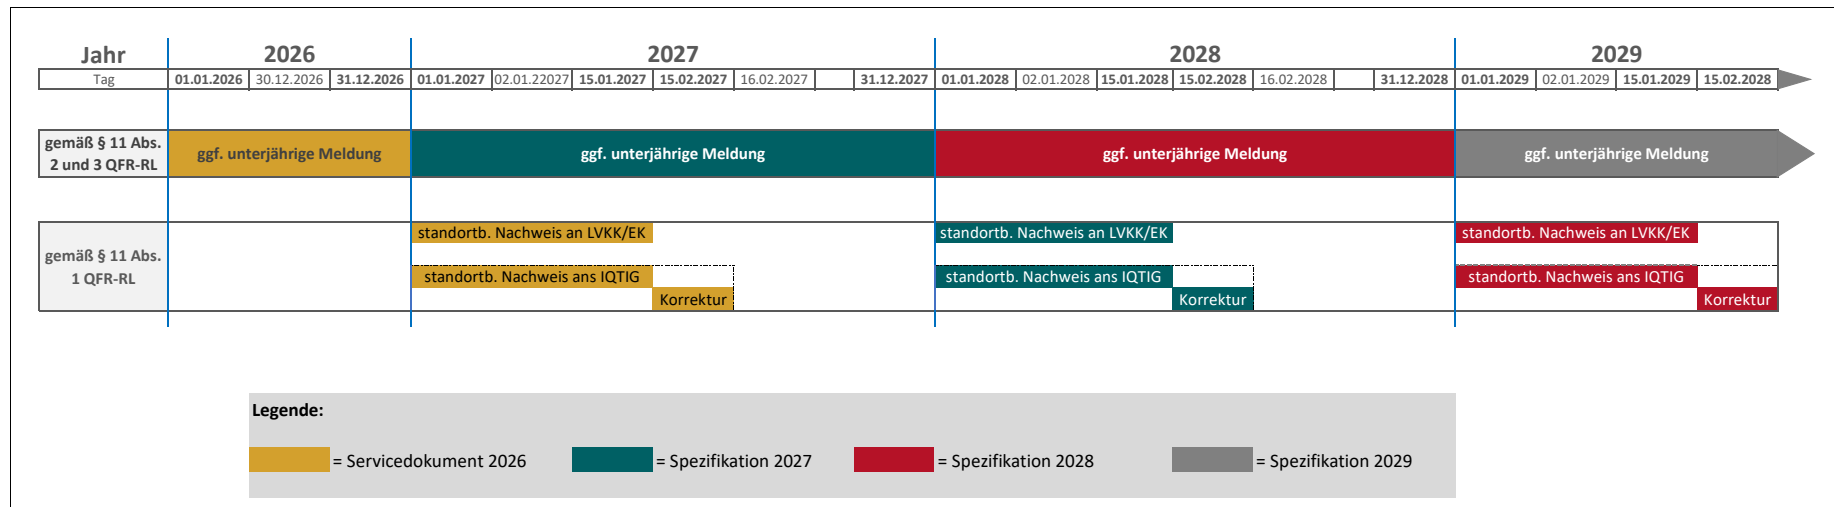 Jahr 2026 2027 2028 2029
Tag 01.01.2026 30.12.2026 31.12.2026 01.01.2027 02.01.22027 15.01.2027 15.02.2027 16.02.2027 31.12.2027 01.01.2028 02.01.2028 15.01.2028 15.02.2028 16.02.2028 31.12.2028 01.01.2029 02.01.2029 15.01.2029 15.02.2028
gemäß § 11 Abs.
2 und 3 QFR-RL
ggf. unterjährige Meldung ggf. unterjährige Meldung ggf. unterjährige Meldung ggf. unterjährige Meldung
gemäß § 11 Abs.
1 QFR-RL
standortb. Nachweis an LVKK/EK standortb. Nachweis an LVKK/EK standortb. Nachweis an LVKK/EK
standortb. Nachweis ans IQTIG standortb. Nachweis ans IQTIG standortb. Nachweis ans IQTIG
Korrektur Korrektur Korrektur
Legende:
= Servicedokument 2026 = Spezifikation 2027 = Spezifikation 2028 = Spezifikation 2029